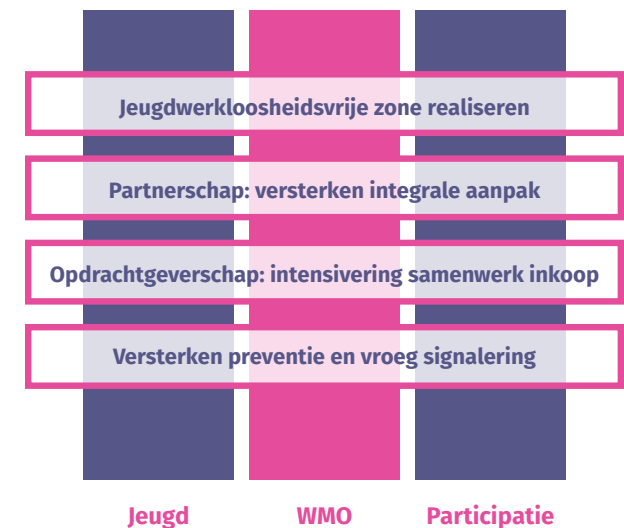 Jeugdwerkloosheidsvrije zone realiseren
Partnerschap: versterken integrale aanpak
Opdrachtgeverschap: intensivering samenwerk inkoop
Versterken preventie en vroeg signalering
Jeugd WMO Participatie